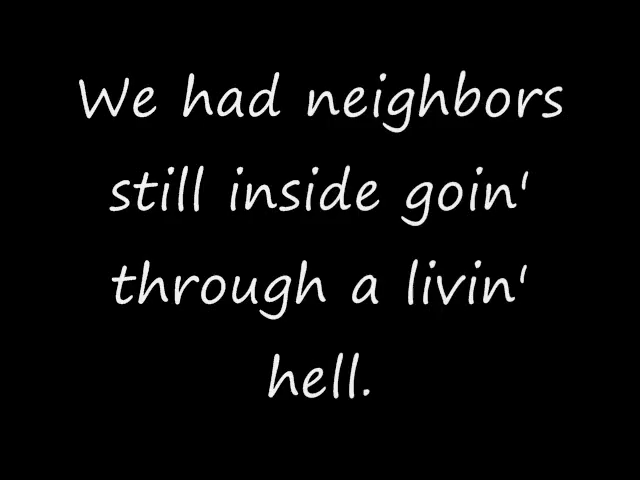 We had neighbors
still inside goin'
through a livin'
hell.